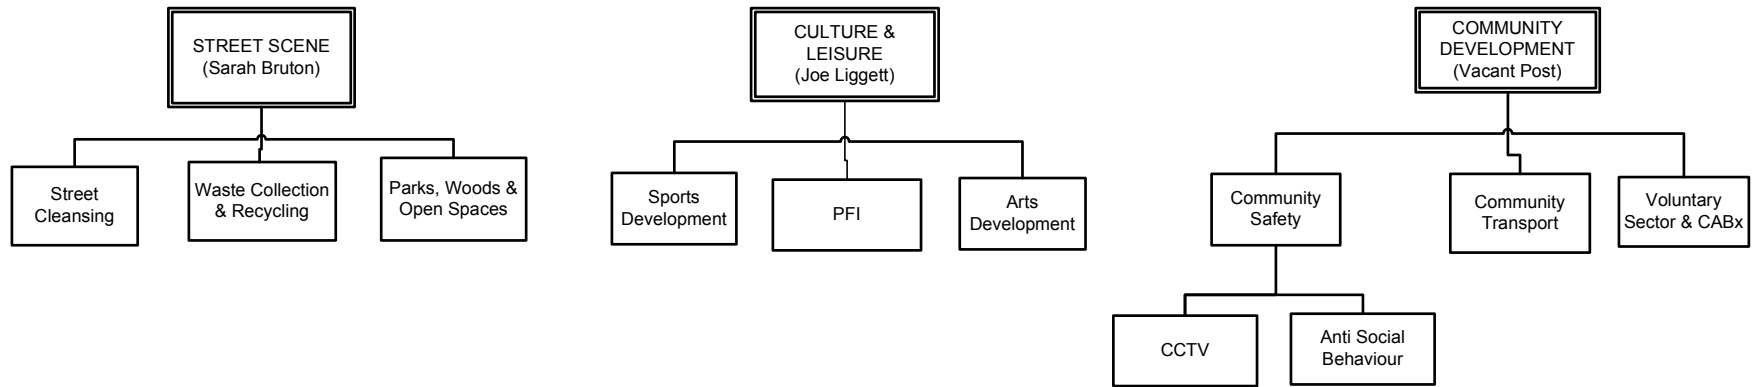 STREET SCENE
(Sarah Bruton)
CULTURE &
LEISURE
(Joe Liggett)
COMMUNITY
DEVELOPMENT
(Vacant Post)
Street
Cleansing
Waste Collection
& Recycling
Parks, Woods &
Open Spaces
Sports
Development
PFI
Arts
Development
Community
Safety
Community
Transport
Voluntary
Sector & CABx
CCTV
Anti Social
Behaviour